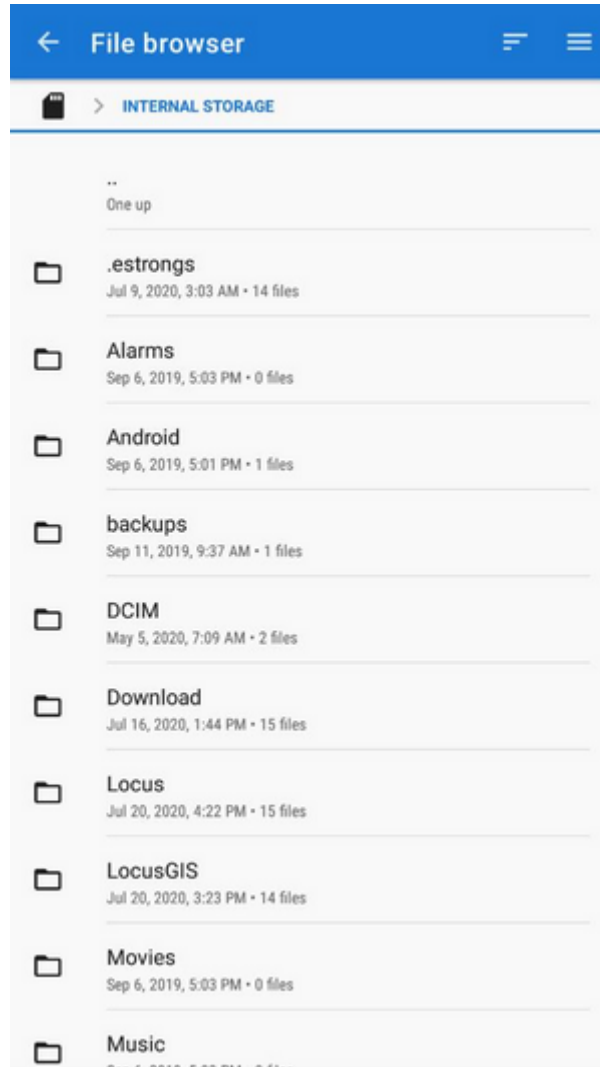 File browser
INTERNAL STORAGE
..
One up
.estrongs
Jul 9, 2020, 3:03 AM • 14 files
Alarms
Sep 6, 2019, 5:03 PM • 0 files
Android
Sep 6, 2019, 5:01 PM • 1 files
backups
Sep 11, 2019, 9:37 AM • 1 files
DCIM
May 5, 2020, 7:09 AM • 2 files
Download
Jul 16, 2020, 1:44 PM • 15 files
Locus
Jul 20, 2020, 4:22 PM • 15 files
LocusGIS
Jul 20, 2020, 3:23 PM • 14 files
Movies
Sep 6, 2019, 5:03 PM • 0 files
Music